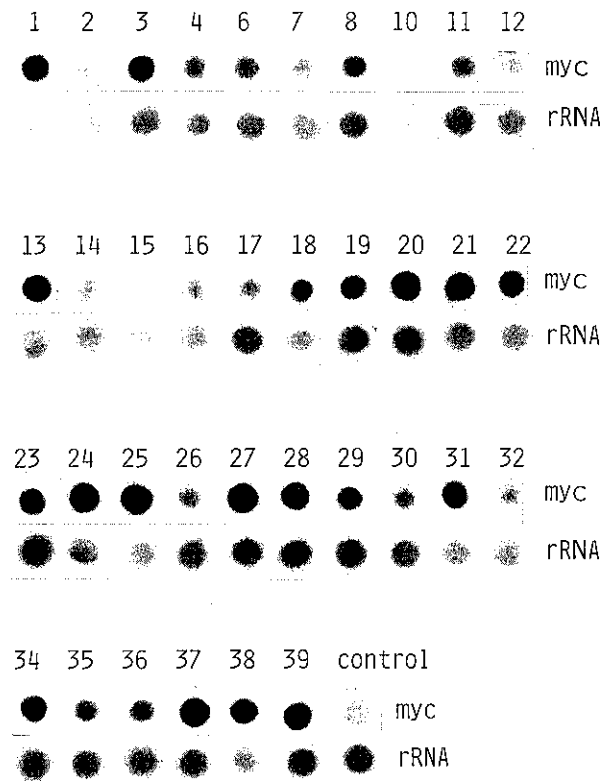 1 2 3 4 6 7 8 10 11 12
myc
rRNA
13 14 15 16 17 18 19 20 21 22
myc
rRNA
23 24 25 26 27 28 29 30 31 32
myc
rRNA
34 35 36 37 38 39 control
myc
rRNA